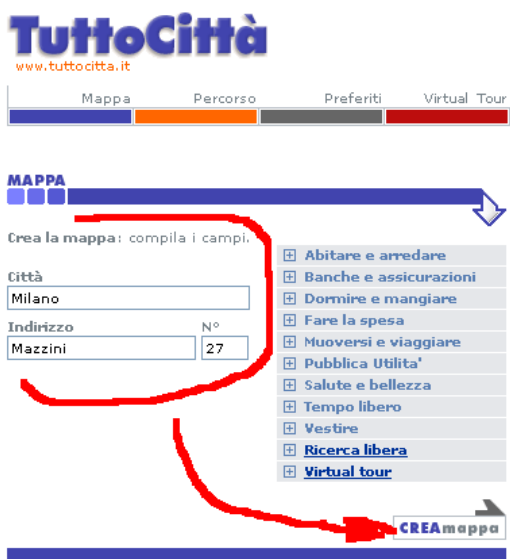 TuttoCittà
www.tuttocitta.it
Mappa Percorso Preferiti Virtual Tour
MAPPA
Crea la mappa: compila i campi.
Città
Milano
Indirizzo N°
Mazzini 27
Abitare e arredare
Banche e assicurazioni
Dormire e mangiare
Fare la spesa
Muoversi e viaggiare
Pubblica Utilita'
Salute e bellezza
Tempo libero
Vestire
Ricerca libera
Virtual tour
CREAmappa